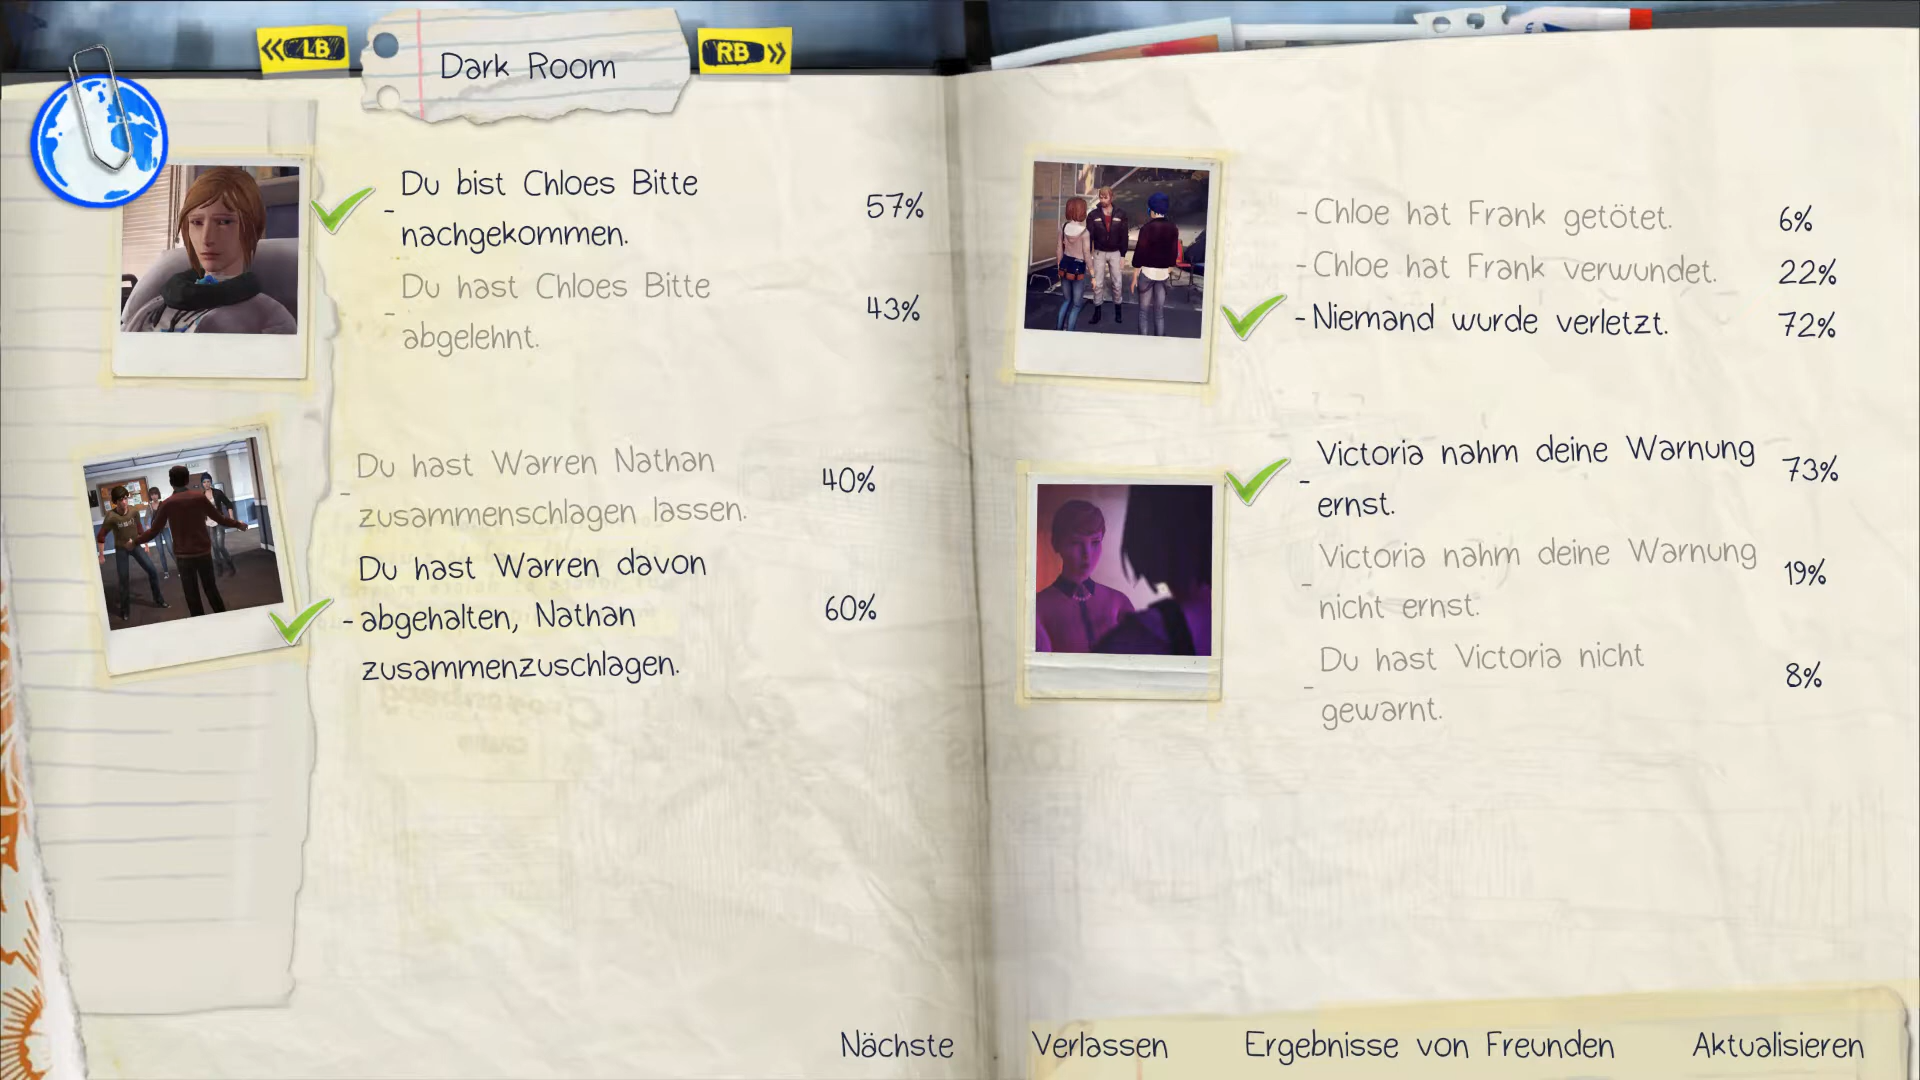 LB
Dark Room
RB
Du bist Chloes Bitte
- nachgekommen.
57%
Du hast Chloes Bitte
- abgelehnt.
43%
Du hast Warren Nathan
- zusammenschlagen lassen.
40%
Du hast Warren davon
- abgehalten, Nathan
zusammenzuschlagen.
60%
- Chloe hat Frank getötet. 6%
- Chloe hat Frank verwundet. 22%
- Niemand wurde verletzt. 72%
Victoria nahm deine Warnung
- ernst.
73%
Victoria nahm deine Warnung
- nicht ernst.
19%
Du hast Victoria nicht
- gewarnt.
8%
Nächste Verlassen Ergebnisse von Freunden Aktualisieren